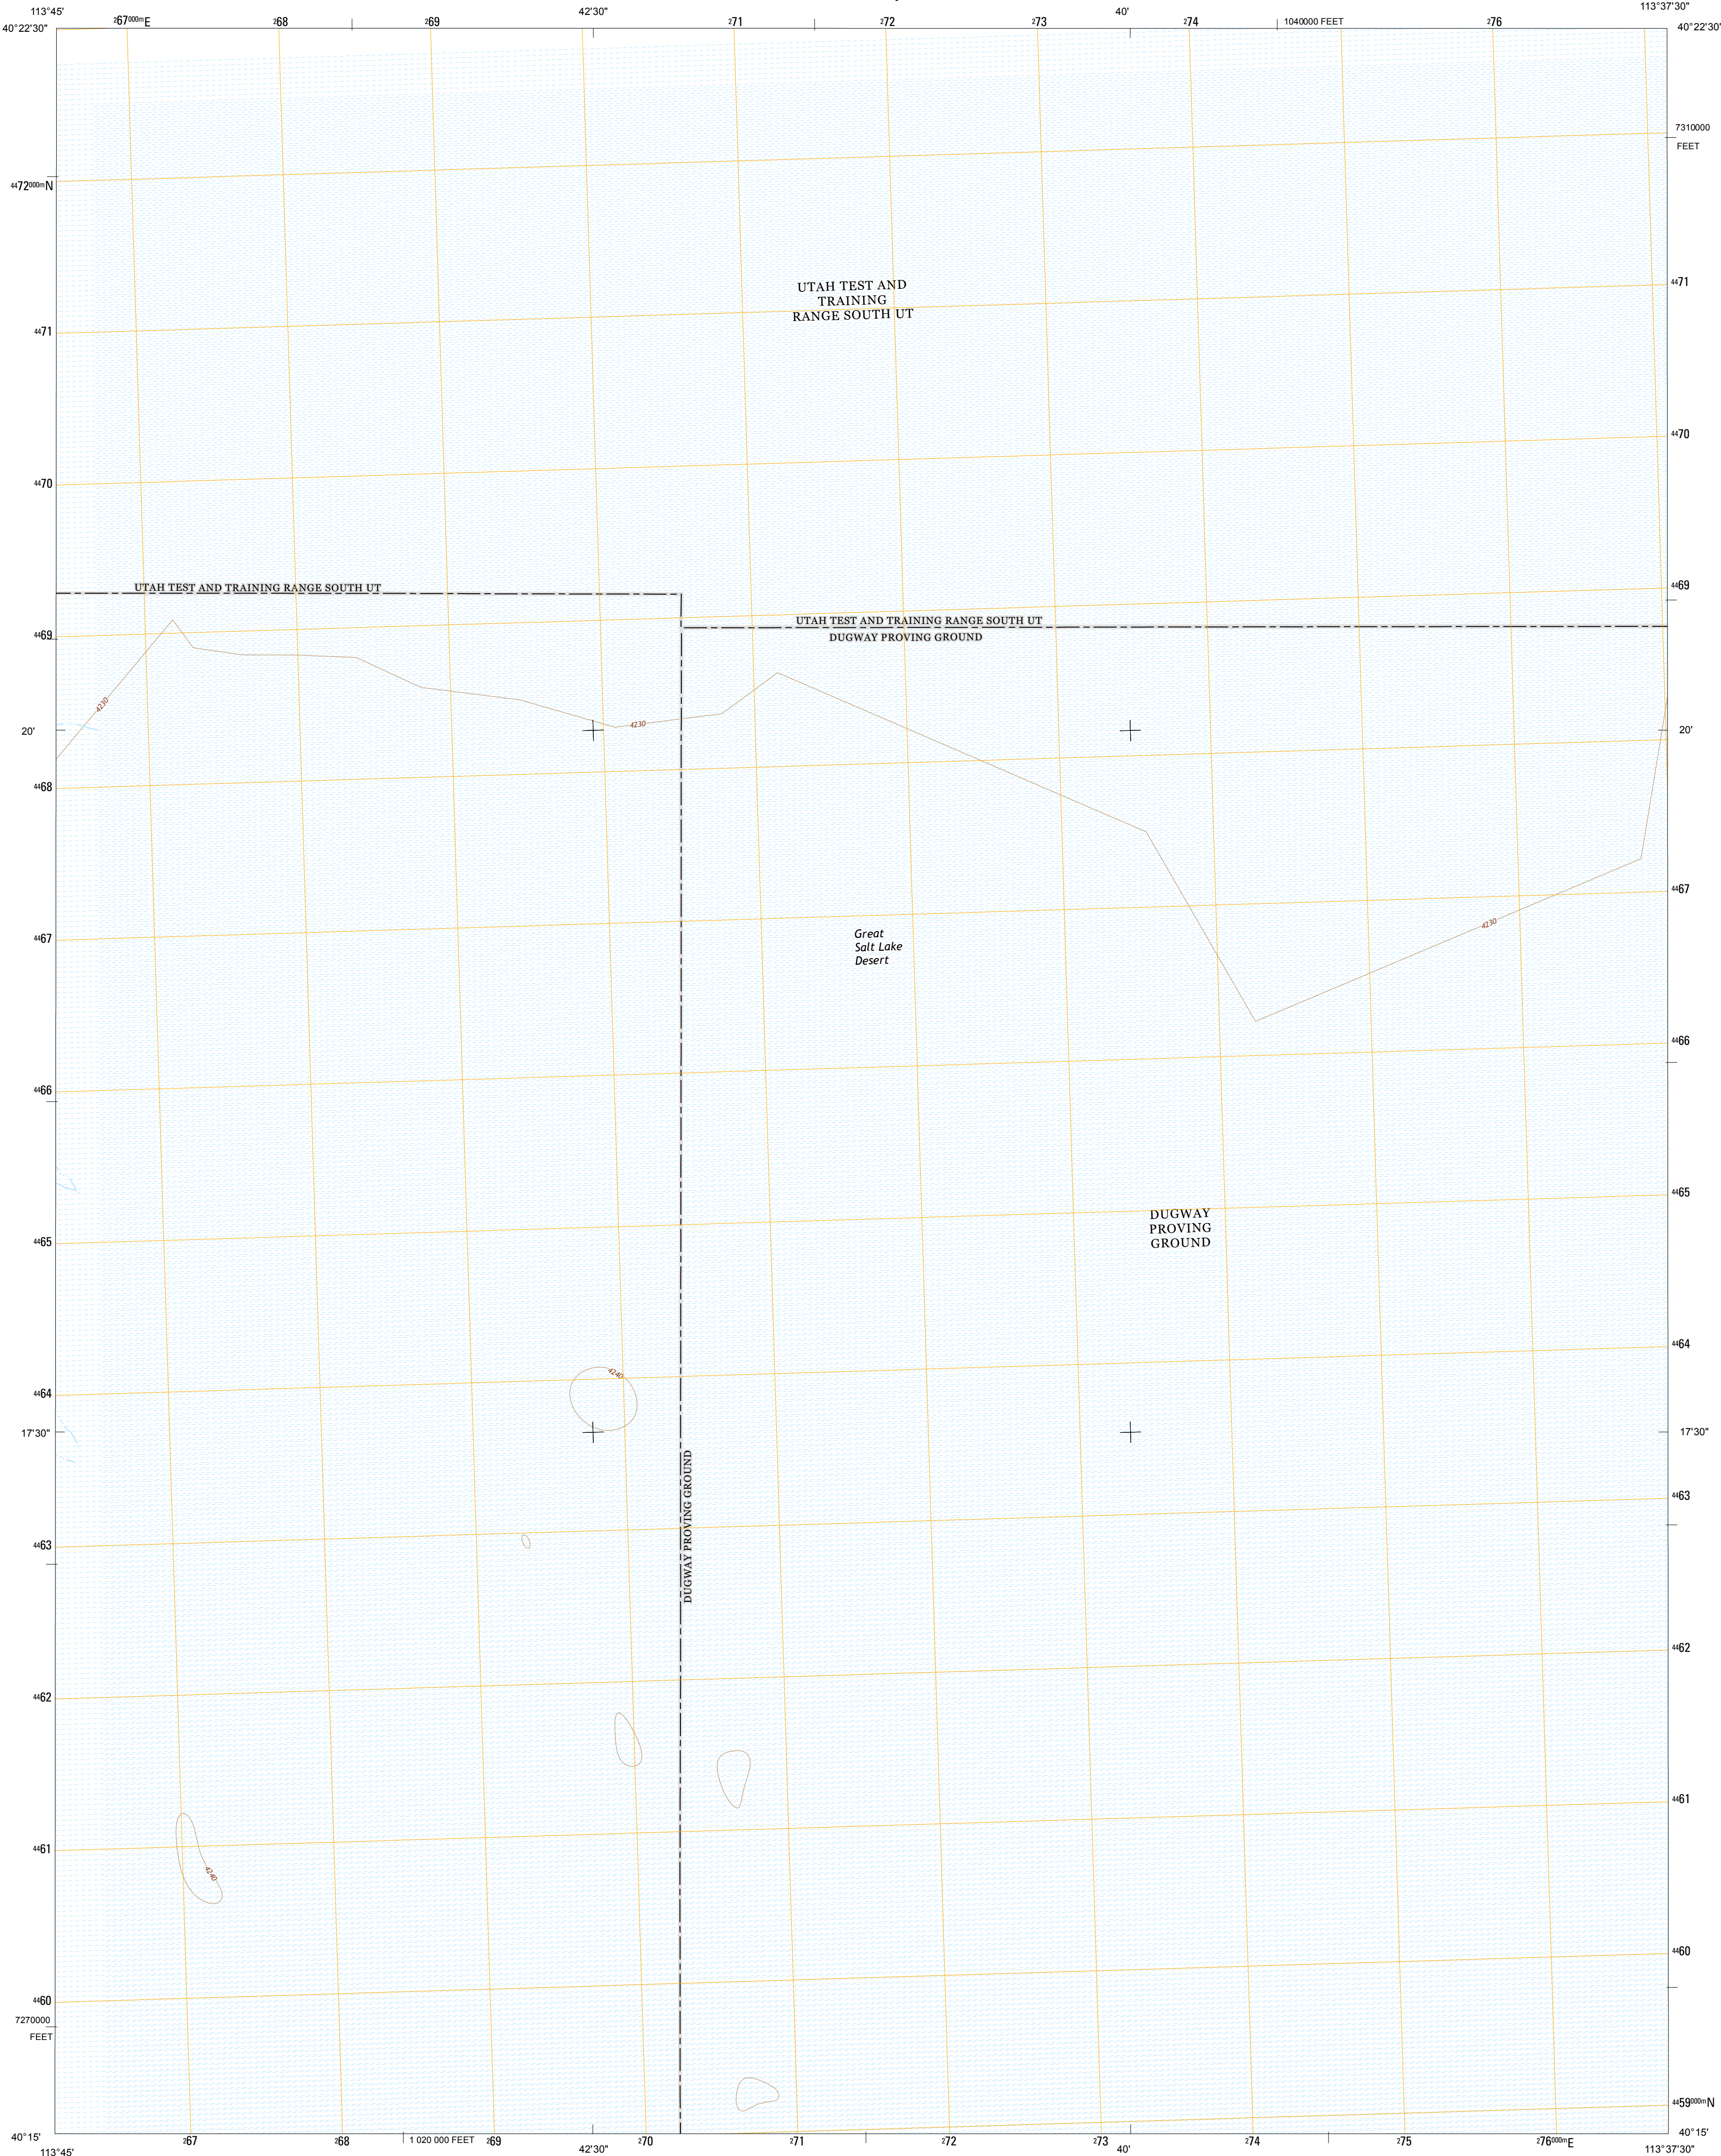 113°45'
²67⁰⁰⁰ᵐE
²68
²69
42'30"
²71
²72
²73
40'
²74
1040000 FEET
²76
113°37'30"
40°22'30"
40°22'30"
7310000
FEET
⁴⁴72⁰⁰⁰ᵐN
UTAH TEST AND
TRAINING
RANGE SOUTH UT
⁴⁴71
⁴⁴71
⁴⁴70
⁴⁴70
UTAH TEST AND TRAINING RANGE SOUTH UT
⁴⁴69
UTAH TEST AND TRAINING RANGE SOUTH UT
DUGWAY PROVING GROUND
⁴⁴69
4230
4230
20'
20'
⁴⁴68
⁴⁴67
4230
Great
Salt Lake
Desert
⁴⁴67
⁴⁴66
⁴⁴66
⁴⁴65
DUGWAY
PROVING
GROUND
⁴⁴65
⁴⁴64
4240
⁴⁴64
17'30"
17'30"
DUGWAY PROVING GROUND
⁴⁴63
⁴⁴63
⁴⁴62
⁴⁴62
⁴⁴61
⁴⁴61
4240
⁴⁴60
⁴⁴60
7270000
FEET
⁴⁴59⁰⁰⁰ᵐN
40°15'
40°15'
113°45'
²67
²68
1 020 000 FEET
²69
42'30"
²70
²71
²72
²73
40'
²74
²75
²76⁰⁰⁰ᵐE
113°37'30"